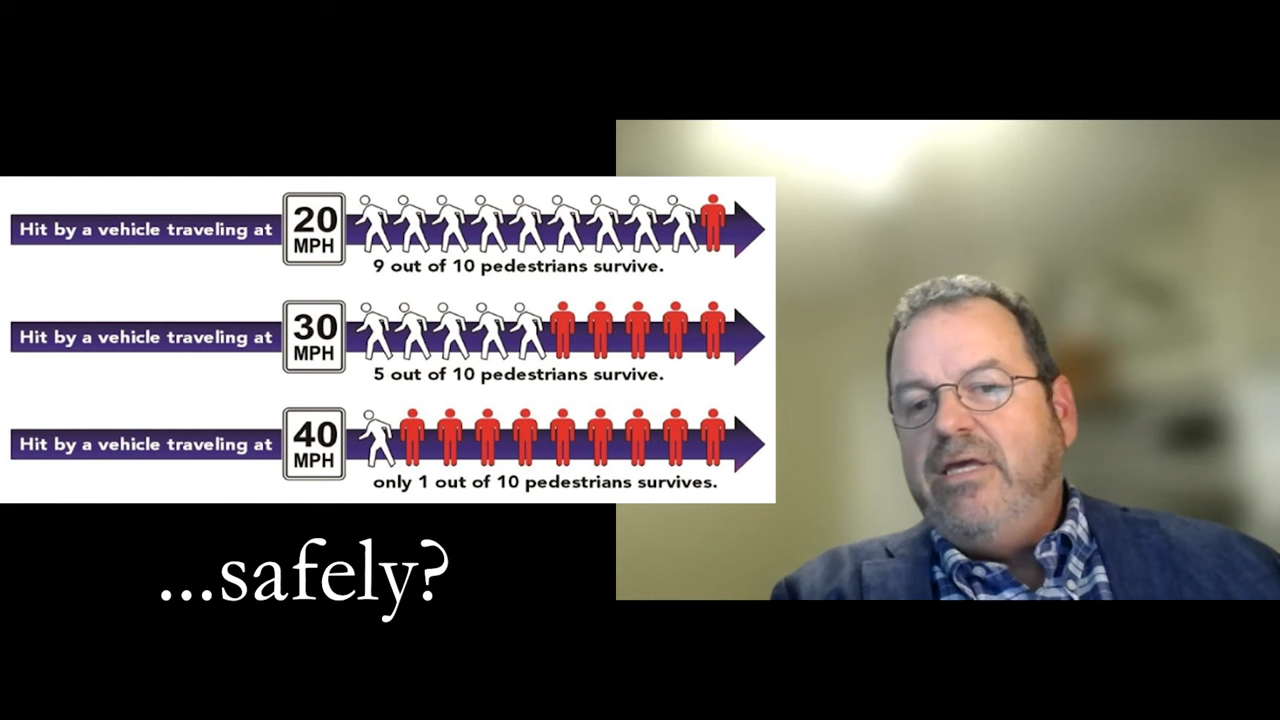 Hit by a vehicle traveling at
20
MPH
9 out of 10 pedestrians survive.
Hit by a vehicle traveling at
30
MPH
5 out of 10 pedestrians survive.
Hit by a vehicle traveling at
40
MPH
only 1 out of 10 pedestrians survives.
...safely?